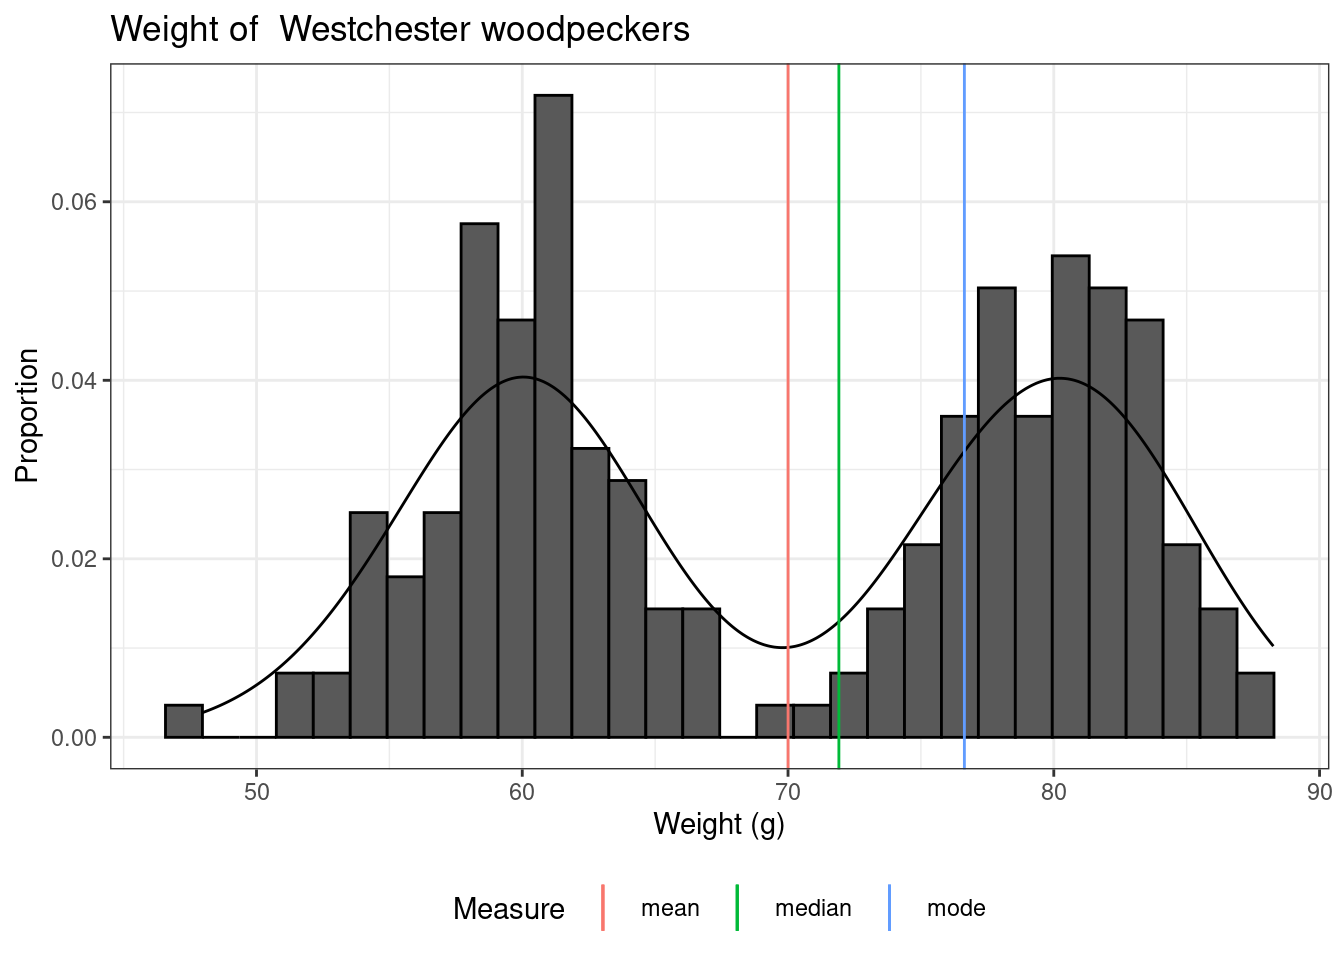 Weight of  Westchester woodpeckers
Proportion
0.06
0.04
0.02
0.00
50 60 70 80 90
Weight (g)
Measure mean median mode